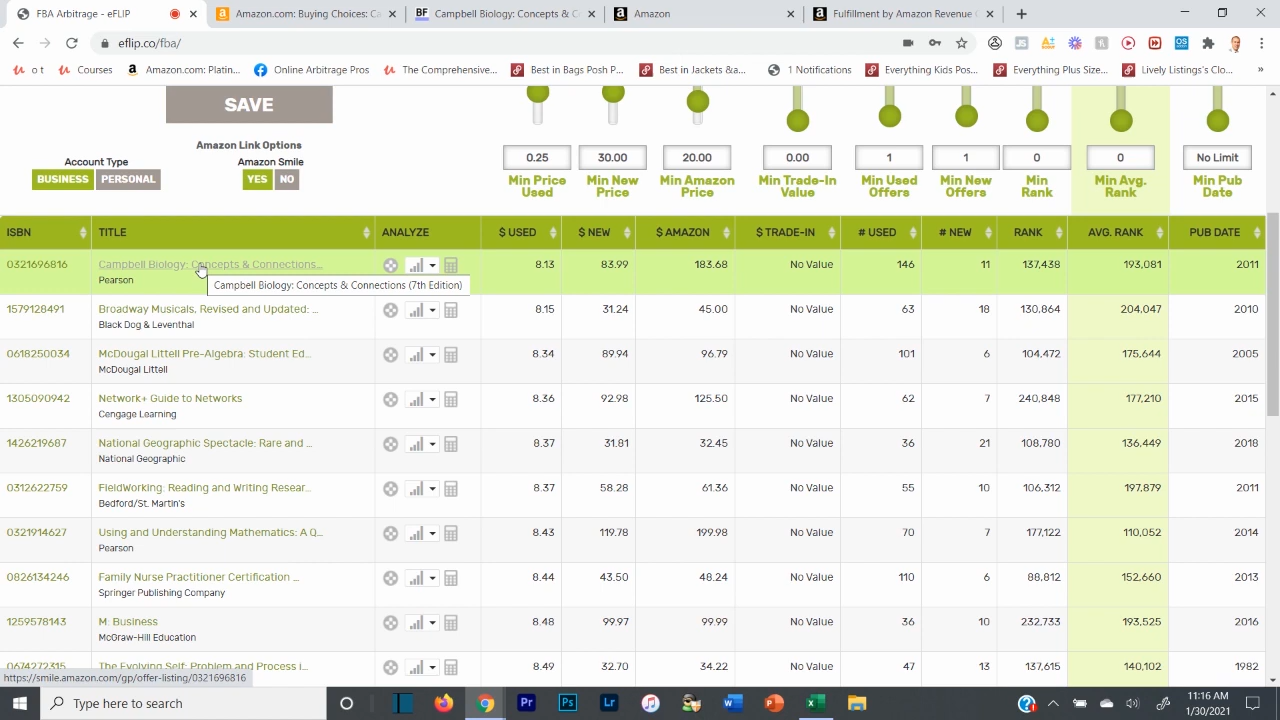 FBA Arbitrage - eFLIP
Amazon.com: Buying Choices: Ca
Campbell Biology: Concepts & C
Amazon
Fulfillment by Amazon Revenue C
eflip.co/fba/
o t
Courses
Amazon.com: Platin...
Online Arbitrage Pros
The Comprehensive...
Best in Bags Posh P...
Best in Jackets &a...
1 Notifications
Everything Kids Pos...
Everything Plus Size...
Lively Listings's Clo...
SAVE
Amazon Link Options
Account Type
Amazon Smile
BUSINESS PERSONAL
YES NO
0.25 30.00 20.00 0.00 1 1 0 0 No Limit
Min Price Used
Min New Price
Min Amazon Price
Min Trade-In Value
Min Used Offers
Min New Offers
Min Rank
Min Avg. Rank
Min Pub Date
ISBN TITLE ANALYZE $ USED $ NEW $ AMAZON $ TRADE-IN # USED # NEW RANK AVG. RANK PUB DATE
0321696816 Campbell Biology: Concepts & Connections... 8.13 83.99 183.68 No Value 146 11 137,438 193,081 2011
Pearson
Campbell Biology: Concepts & Connections (7th Edition)
1579128491 Broadway Musicals, Revised and Updated: ... 8.15 31.24 45.00 No Value 63 18 130,864 204,047 2010
Black Dog & Leventhal
0618250034 McDougal Littell Pre-Algebra: Student Ed... 8.34 89.94 96.79 No Value 101 6 104,472 175,644 2005
McDougal Littell
1305090942 Network+ Guide to Networks 8.36 92.98 125.50 No Value 62 7 240,848 177,210 2015
Cengage Learning
1426219687 National Geographic Spectacle: Rare and ... 8.37 31.81 32.45 No Value 36 21 108,780 136,449 2018
National Geographic
0312622759 FieldWorking: Reading and Writing Resear... 8.37 58.28 61.36 No Value 55 10 106,312 197,879 2011
Bedford/St. Martin's
0321914627 Using and Understanding Mathematics: A Q... 8.43 119.78 199.98 No Value 70 7 177,122 110,052 2014
Pearson
0826134246 Family Nurse Practitioner Certification ... 8.44 43.50 48.24 No Value 110 6 88,812 152,660 2013
Springer Publishing Company
1259578143 M: Business 8.48 99.97 99.99 No Value 36 10 232,733 193,525 2016
McGraw-Hill Education
0674272315 The Evolving Self: Problem and Process i... 8.49 32.70 34.22 No Value 47 13 137,615 140,102 1982
https://smile.amazon.com/gp/offer-listing/0321696816
Type here to search
11:16 AM
1/30/2021